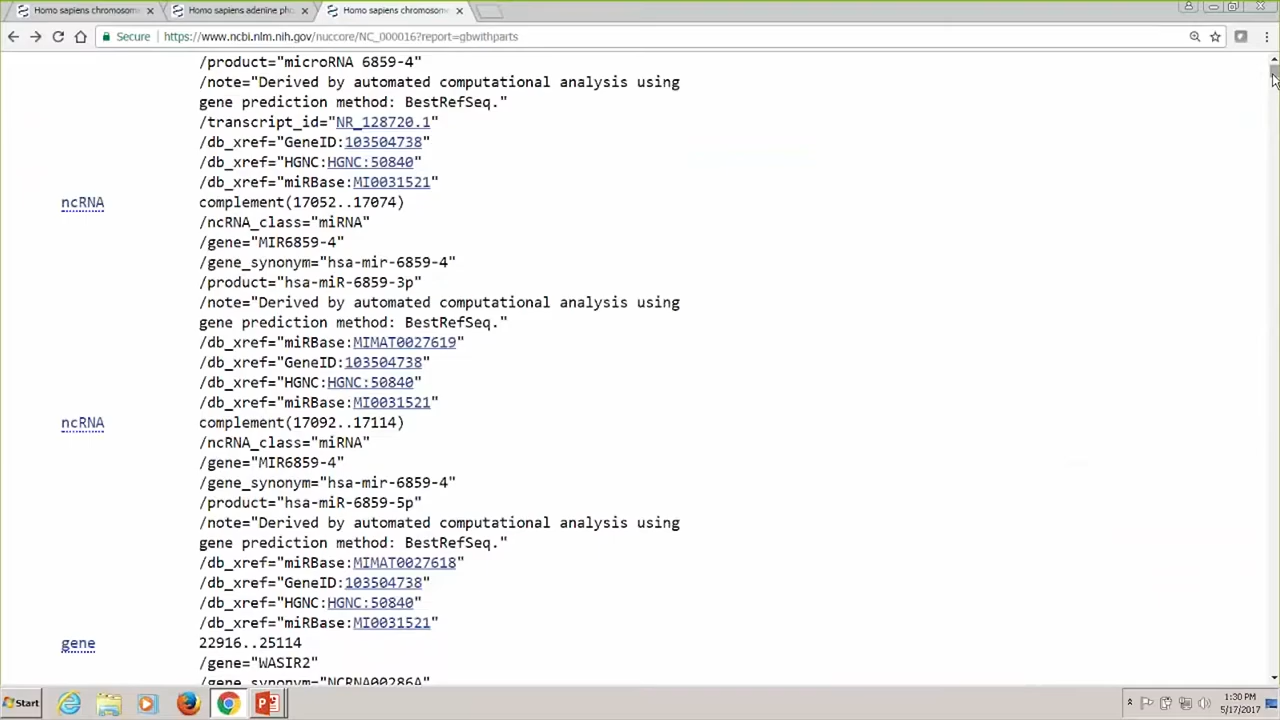 Homo sapiens chromosome
Homo sapiens adenine pho
Homo sapiens chromosome
Secure https://www.ncbi.nlm.nih.gov/nuccore/NC_000016?report=gbwithparts
/product="microRNA 6859-4"
/note="Derived by automated computational analysis using
gene prediction method: BestRefSeq."
/transcript_id="NR_128720.1"
/db_xref="GeneID:103504738"
/db_xref="HGNC:HGNC:50840"
/db_xref="miRBase:MI0031521"
ncRNA complement(17052..17074)
/ncRNA_class="miRNA"
/gene="MIR6859-4"
/gene_synonym="hsa-mir-6859-4"
/product="hsa-miR-6859-3p"
/note="Derived by automated computational analysis using
gene prediction method: BestRefSeq."
/db_xref="miRBase:MIMAT0027619"
/db_xref="GeneID:103504738"
/db_xref="HGNC:HGNC:50840"
/db_xref="miRBase:MI0031521"
ncRNA complement(17092..17114)
/ncRNA_class="miRNA"
/gene="MIR6859-4"
/gene_synonym="hsa-mir-6859-4"
/product="hsa-miR-6859-5p"
/note="Derived by automated computational analysis using
gene prediction method: BestRefSeq."
/db_xref="miRBase:MIMAT0027618"
/db_xref="GeneID:103504738"
/db_xref="HGNC:HGNC:50840"
/db_xref="miRBase:MI0031521"
gene 22916..25114
/gene="WASIR2"
/gene_synonym="NCRNA00286A"
Start
1:30 PM
5/17/2017